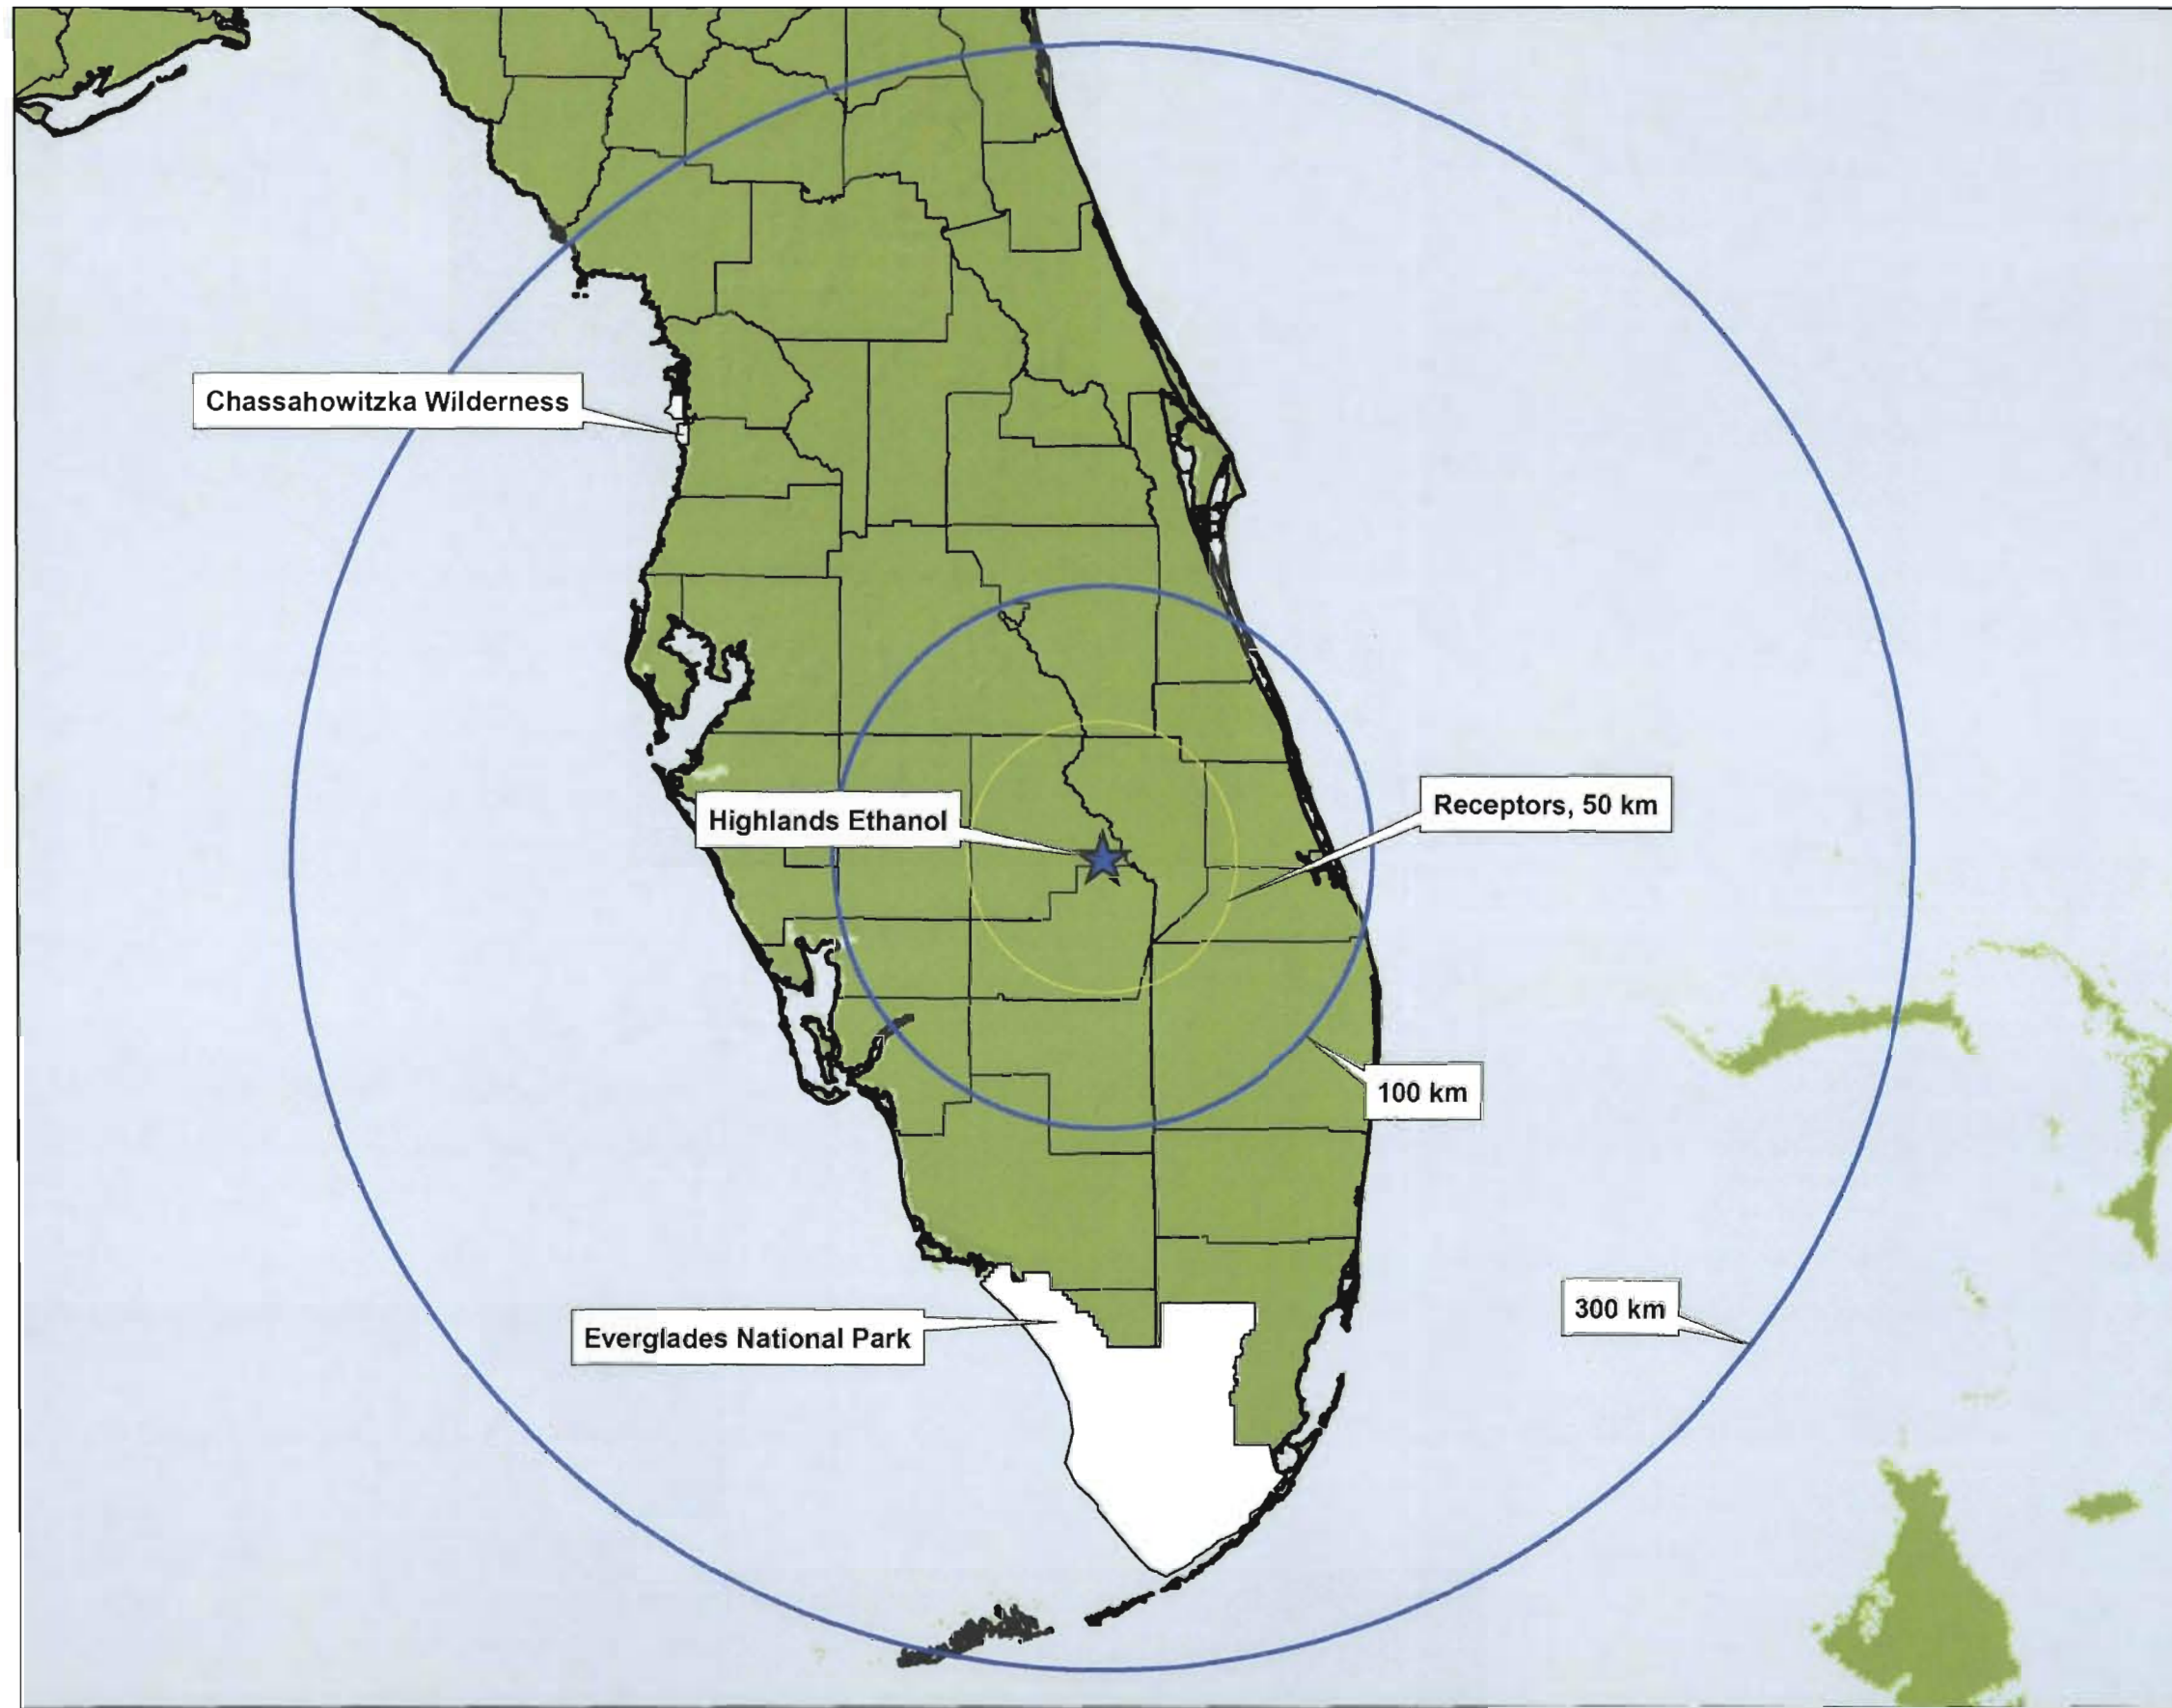 Chassahowitzka Wilderness
Highlands Ethanol
Receptors, 50 km
100 km
300 km
Everglades National Park